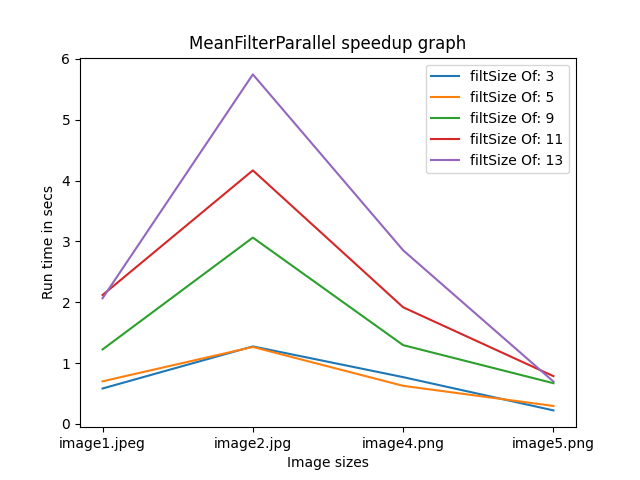 MeanFilterParallel speedup graph
6
5
4
3
2
1
0
Run time in secs
filtSize Of: 3
filtSize Of: 5
filtSize Of: 9
filtSize Of: 11
filtSize Of: 13
image1.jpeg image2.jpg image4.png image5.png
Image sizes